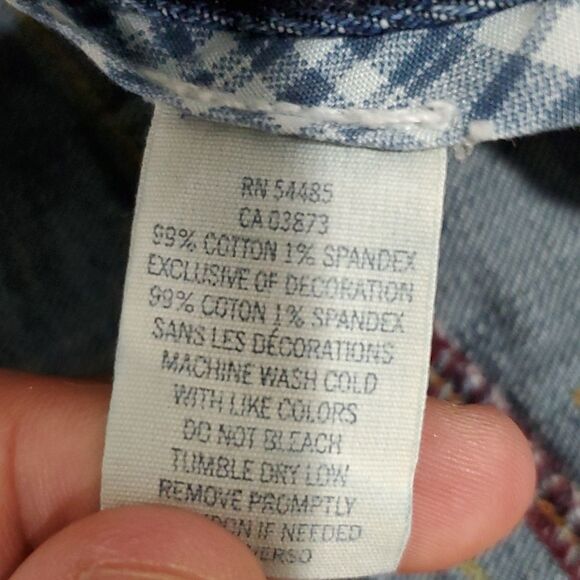 RN 54485
CA 03873
99% COTTON 1% SPANDEX
EXCLUSIVE OF DECORATION
99% COTON 1% SPANDEX
SANS LES DÉCORATIONS
MACHINE WASH COLD
WITH LIKE COLORS
DO NOT BLEACH
TUMBLE DRY LOW
REMOVE PROMPTLY
IF NEEDED